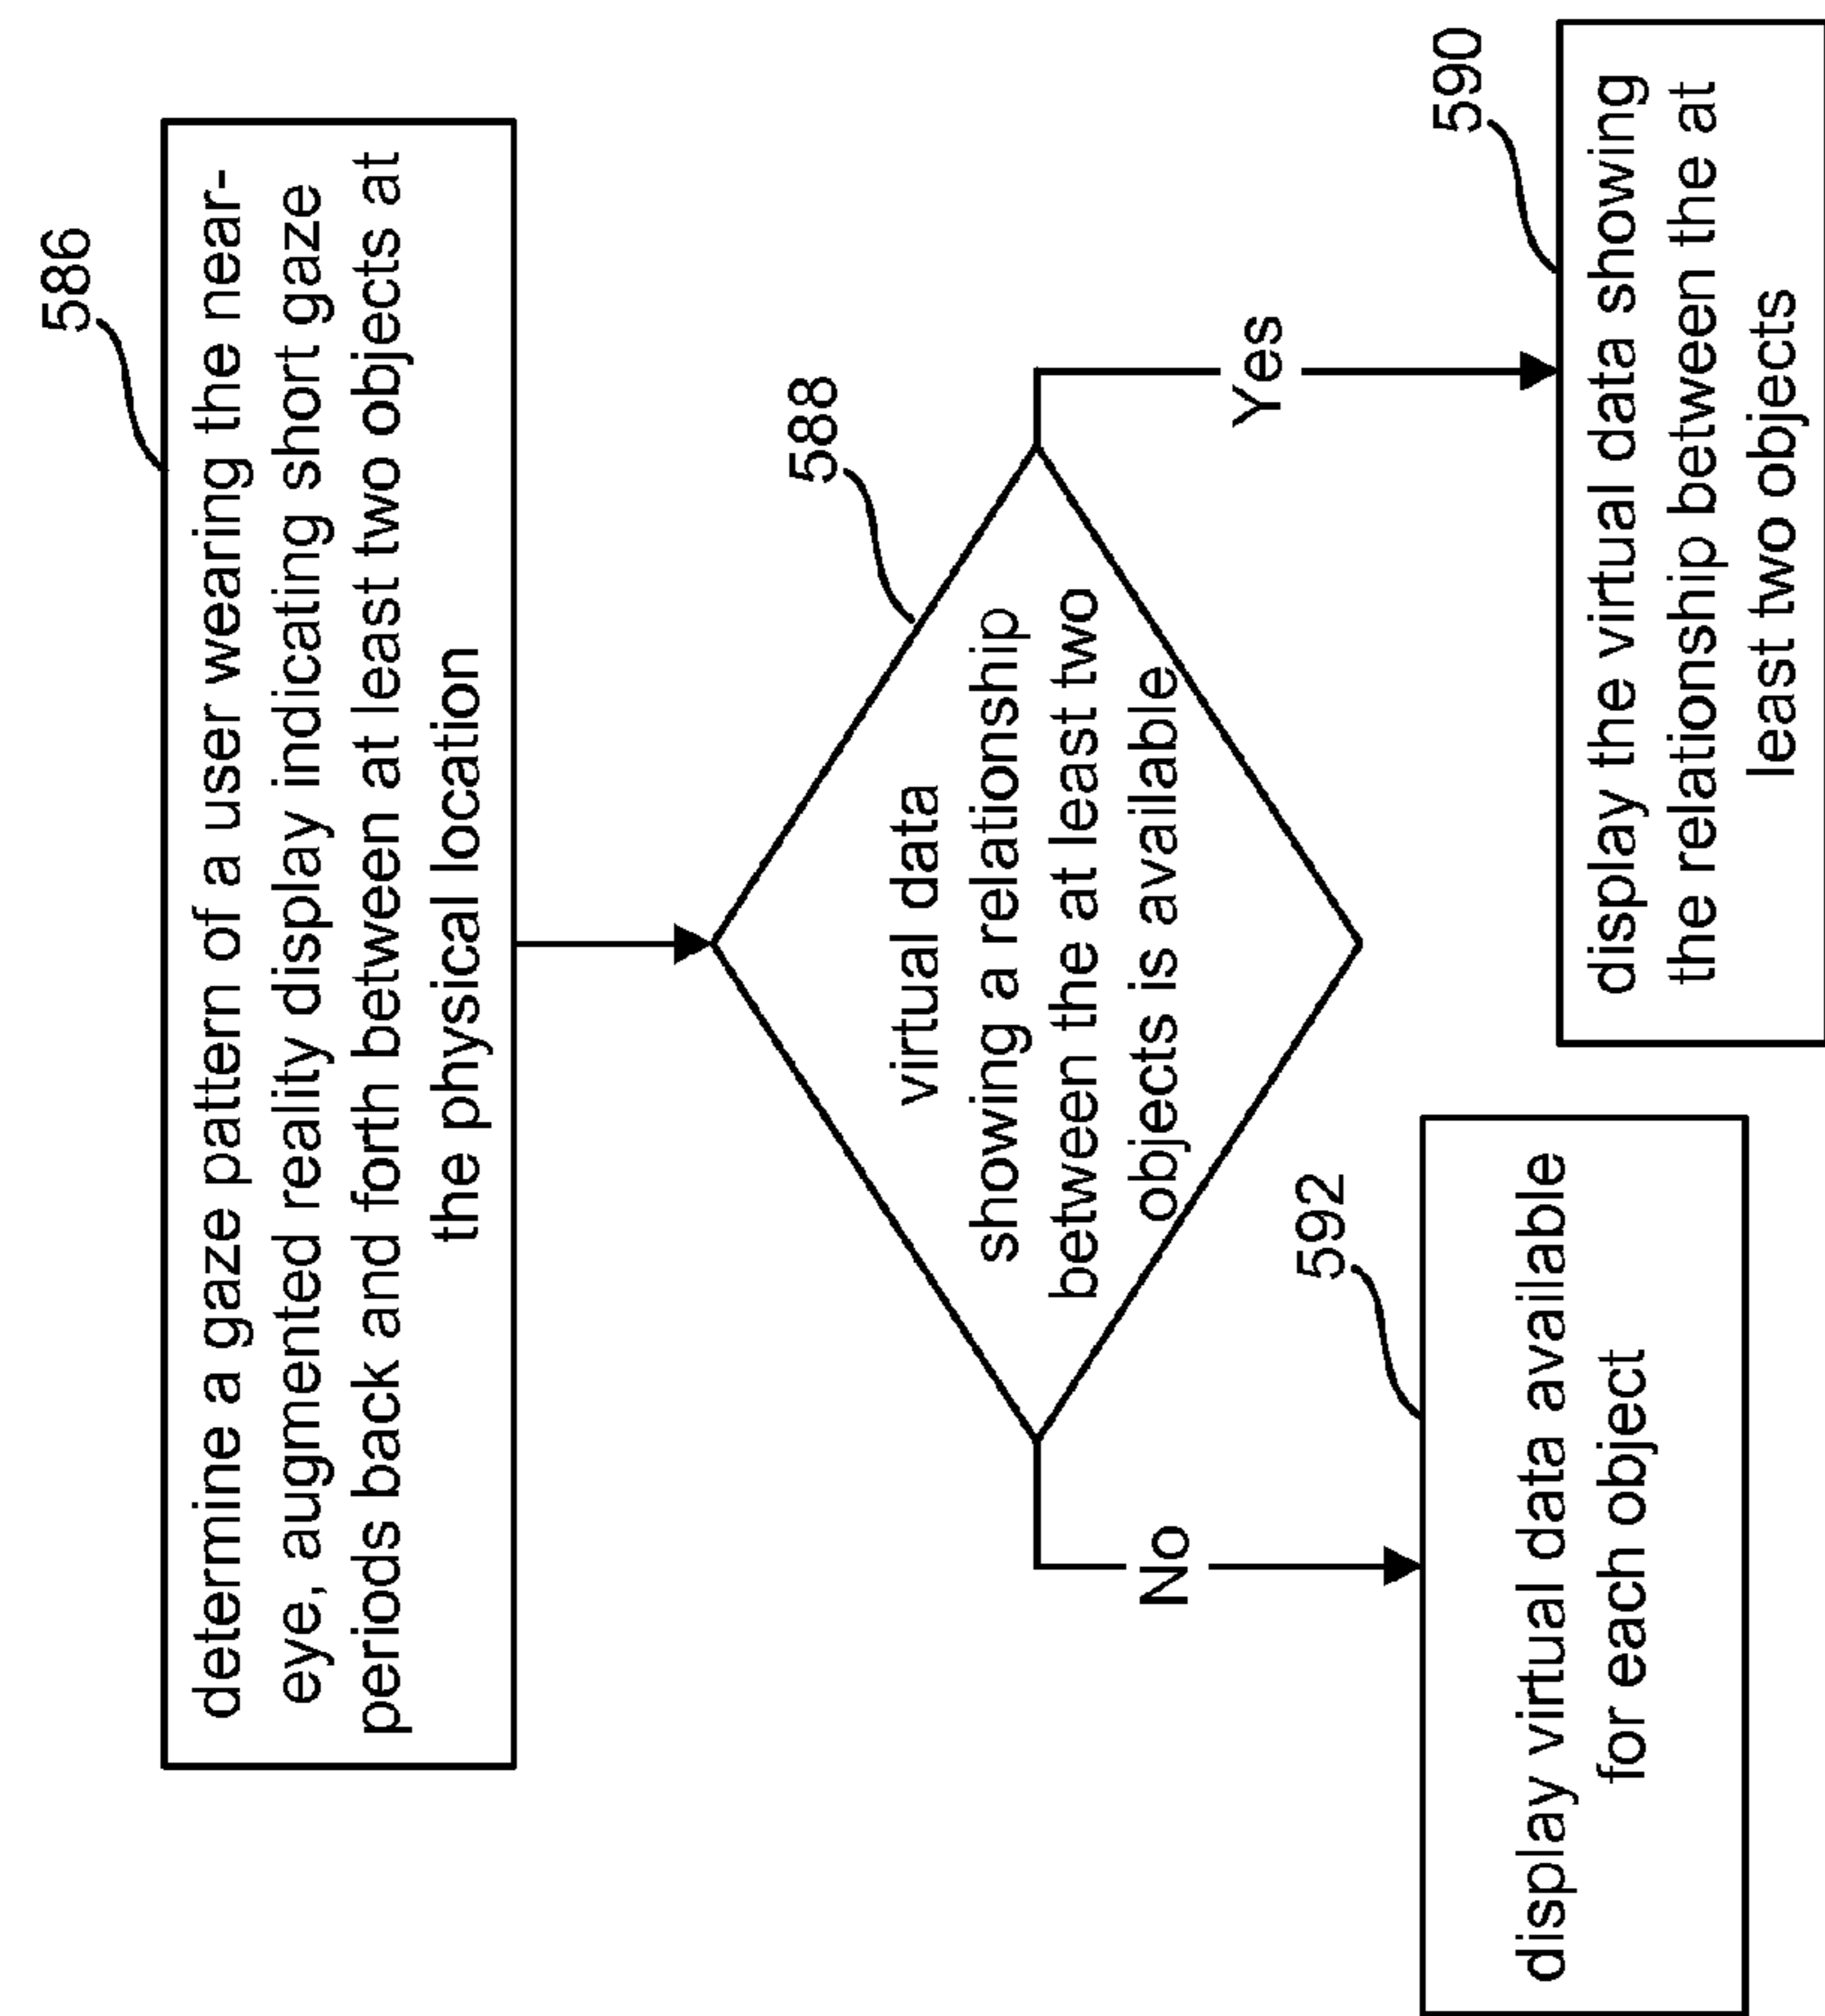 586
determine a gaze pattern of a user wearing the near-
eye, augmented reality display indicating short gaze
periods back and forth between at least two objects at
the physical location
588
virtual data
showing a relationship
between the at least two
objects is available
No
Yes
592
display virtual data available
for each object
590
display the virtual data showing
the relationship between the at
least two objects